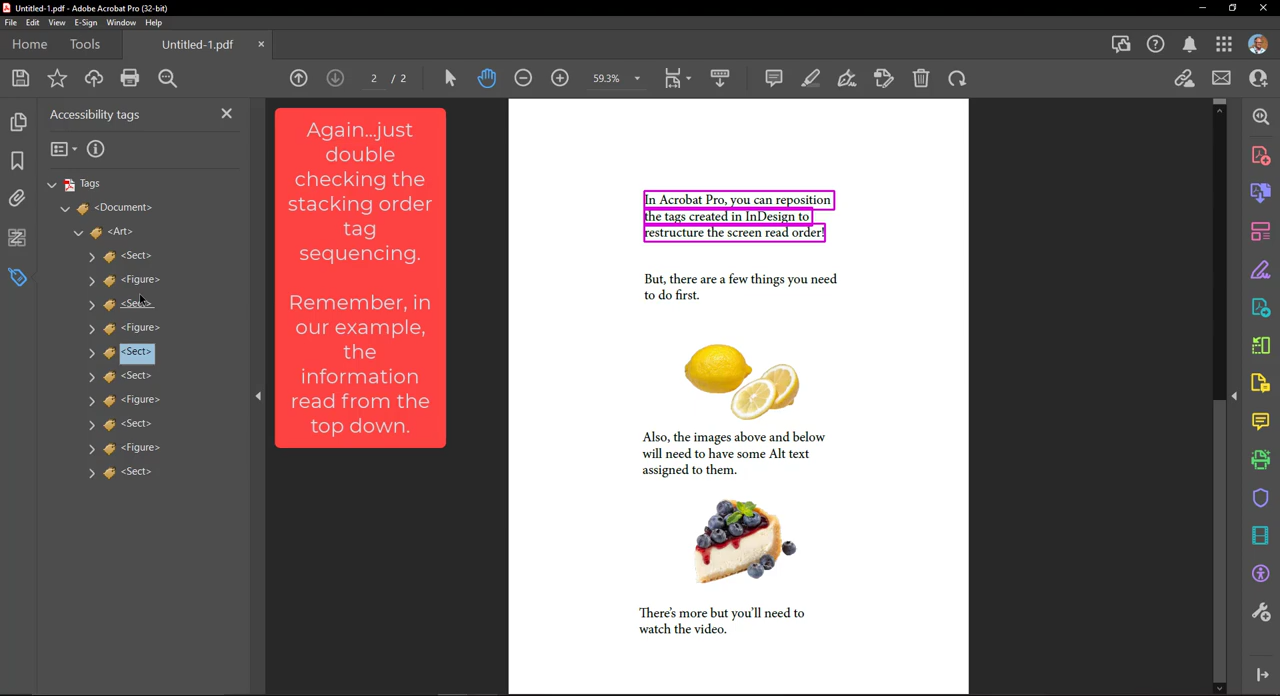 Untitled-1.pdf - Adobe Acrobat Pro (32-bit)
File Edit View E-Sign Window Help
Home Tools Untitled-1.pdf
2 / 2 59.3%
Accessibility tags
Tags
<Document>
<Art>
<Sect>
<Figure>
<Sect>
<Figure>
<Sect>
<Sect>
<Figure>
<Sect>
<Figure>
<Sect>
Again...just
double
checking the
stacking order
tag
sequencing.
Remember, in
our example,
the
information
read from the
top down.
In Acrobat Pro, you can reposition
the tags created in InDesign to
restructure the screen read order!
But, there are a few things you need
to do first.
Also, the images above and below
will need to have some Alt text
assigned to them.
There's more but you'll need to
watch the video.